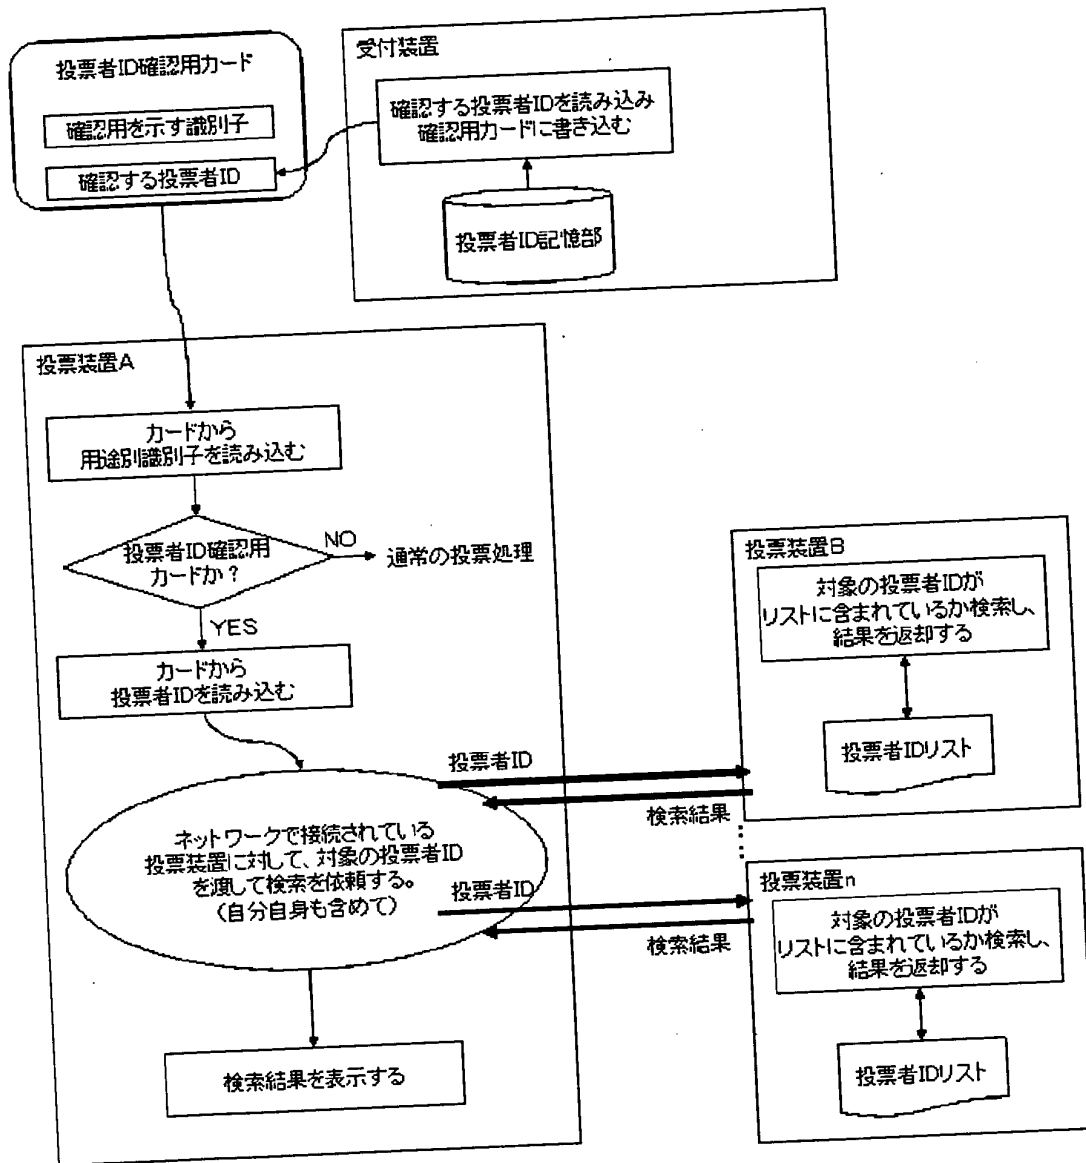 投票者ID確認用カード
確認用を示す識別子
確認する投票者ID
受付装置
確認する投票者IDを読み込み
確認用カードに書き込む
投票者ID記憶部
投票装置A
カードから
用途別識別子を読み込む
投票者ID確認用
カードか？
NO
通常の投票処理
YES
カードから
投票者IDを読み込む
ネットワークで接続されている
投票装置に対して、対象の投票者ID
を渡して検索を依頼する。
（自分自身も含めて）
検索結果を表示する
投票者ID
検索結果
投票者ID
検索結果
投票装置B
対象の投票者IDが
リストに含まれているか検索し、
結果を返却する
投票者IDリスト
投票装置n
対象の投票者IDが
リストに含まれているか検索し、
結果を返却する
投票者IDリスト